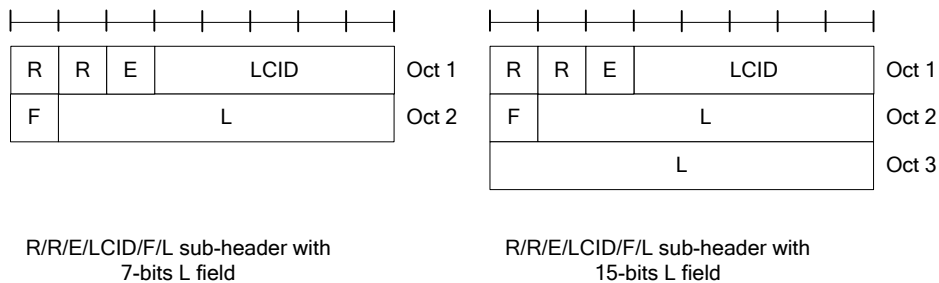 R R E LCID Oct 1
F L Oct 2
R/R/E/LCID/F/L sub-header with
7-bits L field
R R E LCID Oct 1
F L Oct 2
L Oct 3
R/R/E/LCID/F/L sub-header with
15-bits L field